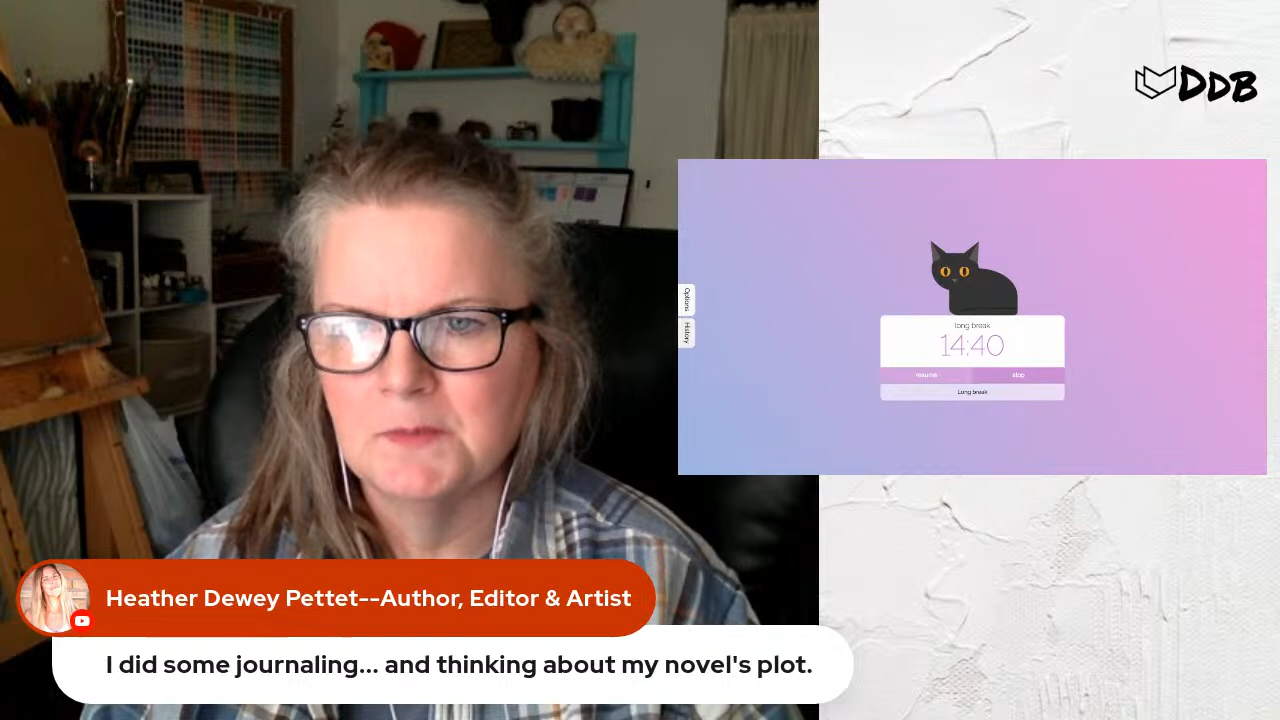 DDB
Options
History
long break
14:40
resume
stop
Long break
Heather Dewey Pettet--Author, Editor & Artist
I did some journaling... and thinking about my novel's plot.